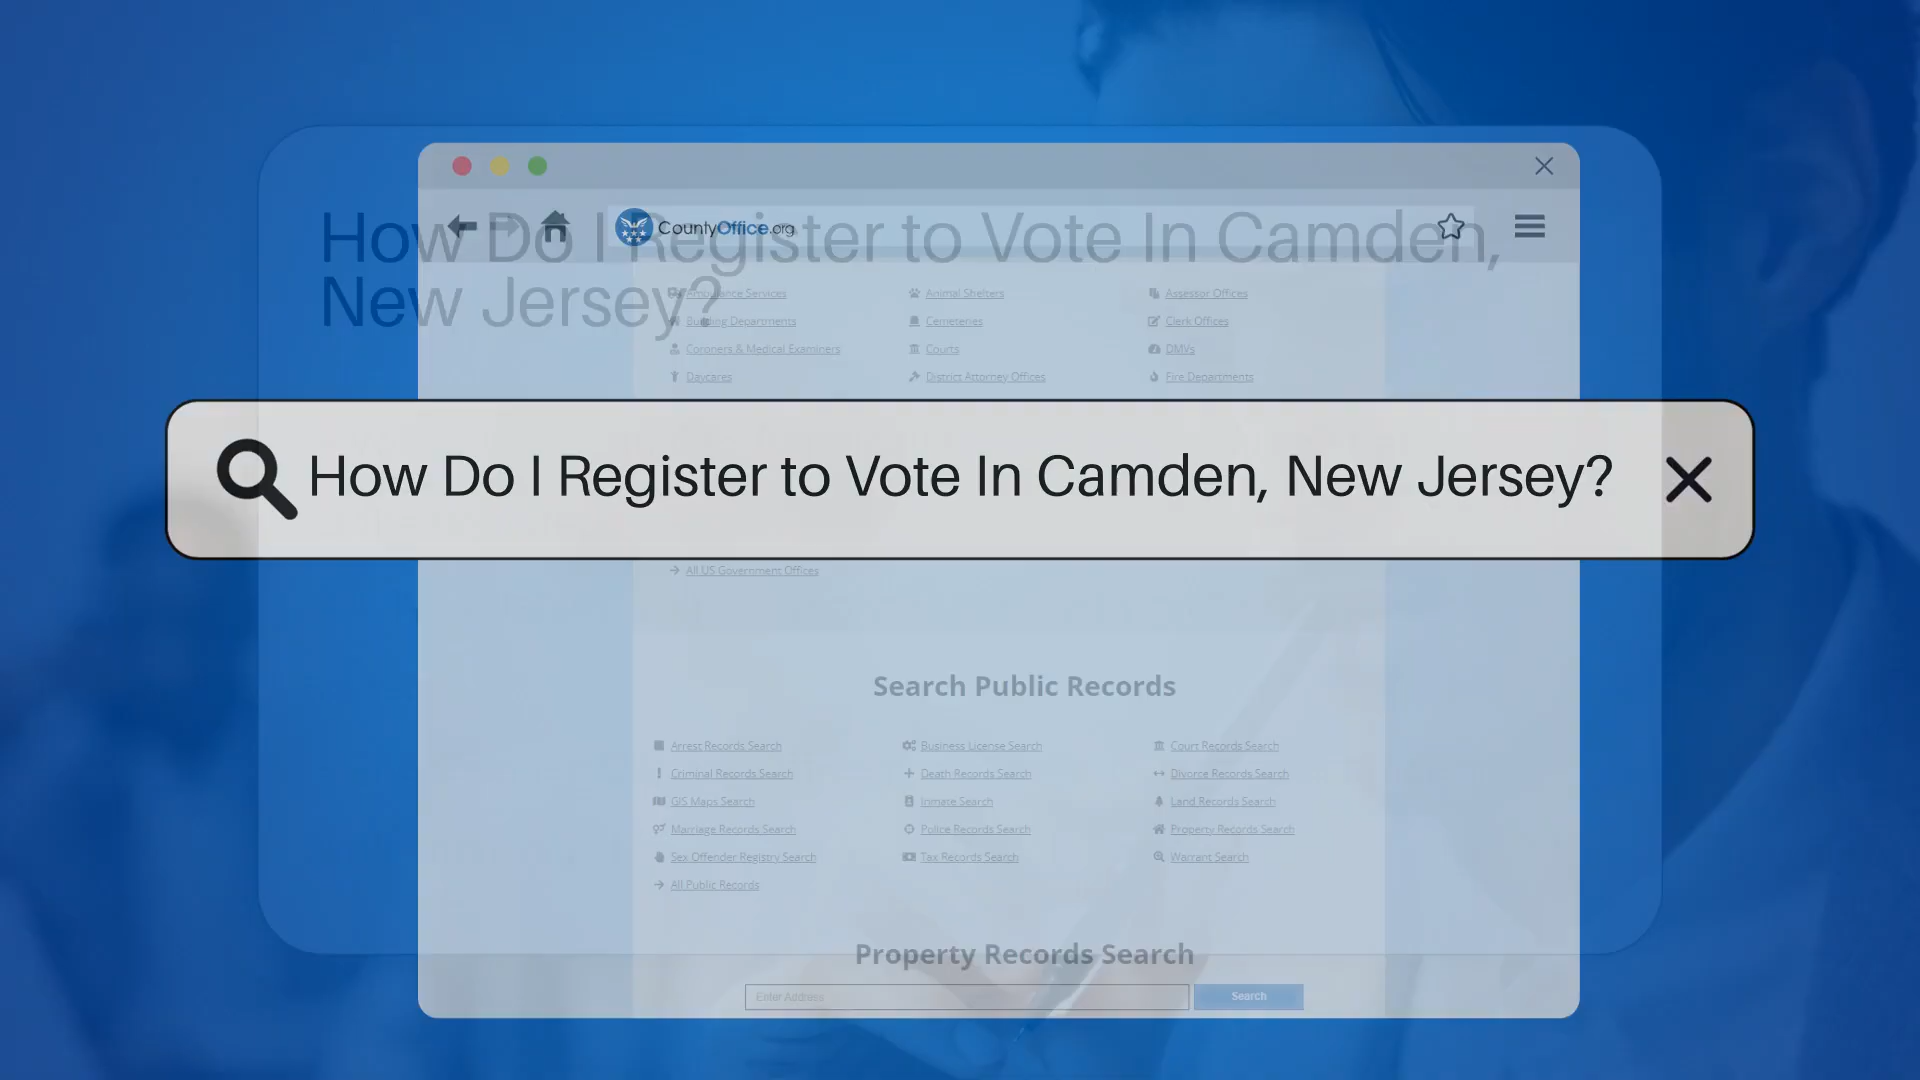 CountyOffice.org
How Do I Register to Vote In Camden,
New Jersey?
Ambulance Services Animal Shelters Assessor Offices
Building Departments Cemeteries Clerk Offices
Coroners & Medical Examiners Courts DMVs
Daycares District Attorney Offices Fire Departments
How Do I Register to Vote In Camden, New Jersey?
All US Government Offices
Search Public Records
Arrest Records Search Business License Search Court Records Search
Criminal Records Search Death Records Search Divorce Records Search
GIS Maps Search Inmate Search Land Records Search
Marriage Records Search Police Records Search Property Records Search
Sex Offender Registry Search Tax Records Search Warrant Search
All Public Records
Property Records Search
Enter Address Search